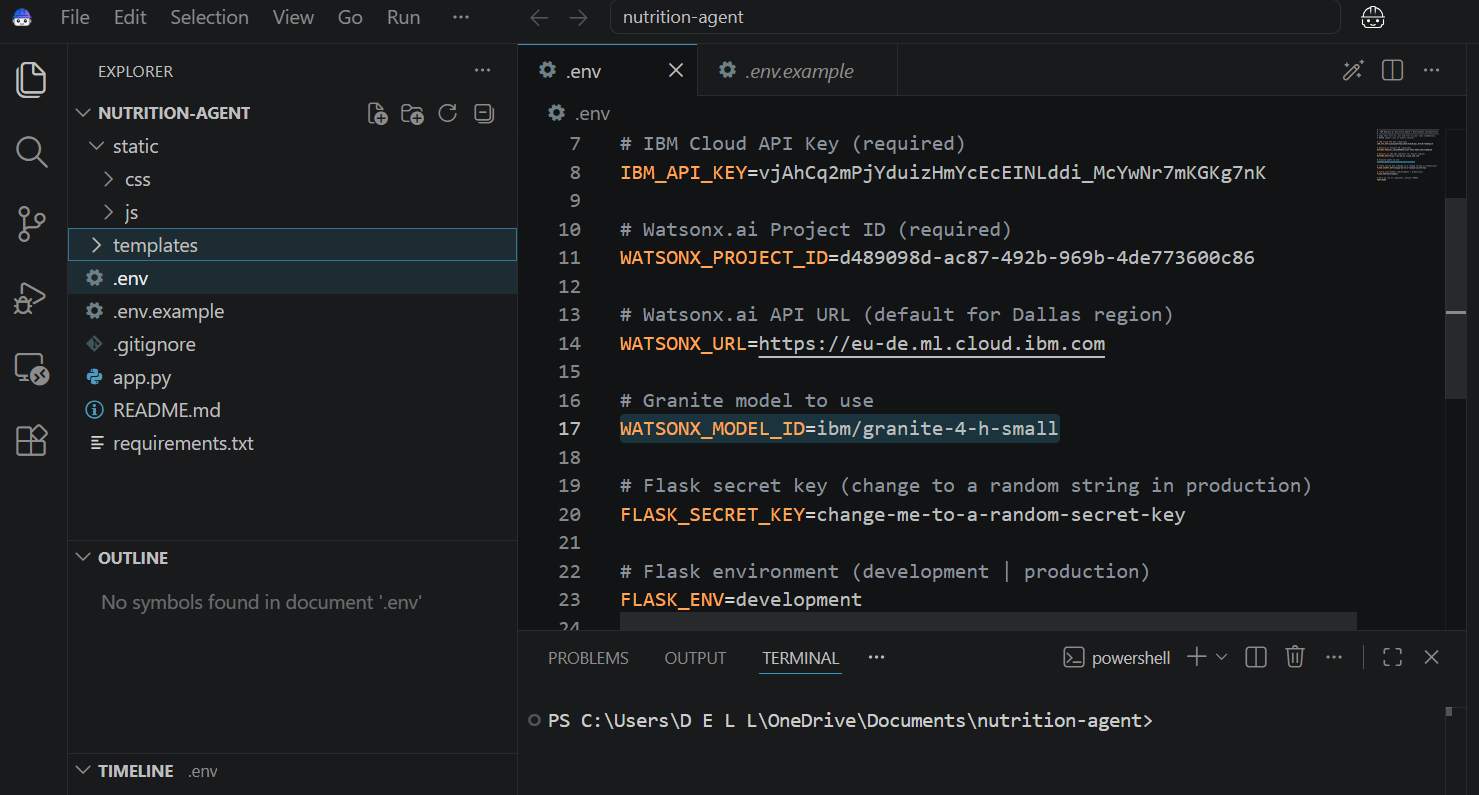 File Edit Selection View Go Run ···
nutrition-agent
EXPLORER
NUTRITION-AGENT
static
css
js
templates
.env
.env.example
.gitignore
app.py
README.md
requirements.txt
OUTLINE
No symbols found in document '.env'
TIMELINE .env
.env .env.example
.env
7 # IBM Cloud API Key (required)
8 IBM_API_KEY=vjAhCq2mPjYduizHmYcEcEINLddi_McYwNr7mKGKg7nK
9
10 # Watsonx.ai Project ID (required)
11 WATSONX_PROJECT_ID=d489098d-ac87-492b-969b-4de773600c86
12
13 # Watsonx.ai API URL (default for Dallas region)
14 WATSONX_URL=https://eu-de.ml.cloud.ibm.com
15
16 # Granite model to use
17 WATSONX_MODEL_ID=ibm/granite-4-h-small
18
19 # Flask secret key (change to a random string in production)
20 FLASK_SECRET_KEY=change-me-to-a-random-secret-key
21
22 # Flask environment (development | production)
23 FLASK_ENV=development
24
PROBLEMS OUTPUT TERMINAL ··· powershell
PS C:\Users\D E L L\OneDrive\Documents\nutrition-agent>